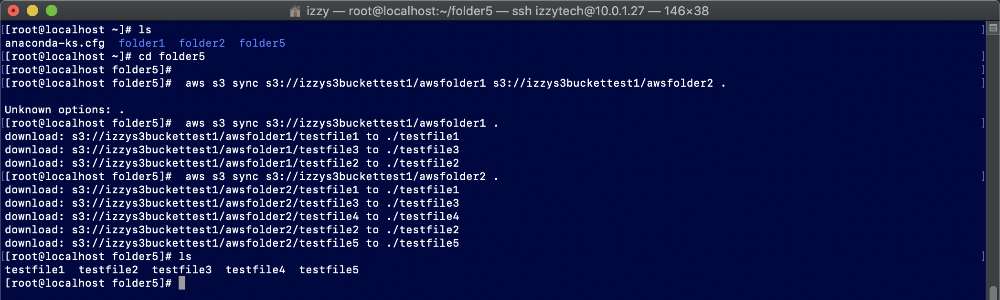 izzy — root@localhost:~/folder5 — ssh izzytech@10.0.1.27 — 146×38
[[root@localhost ~]# ls ]
anaconda-ks.cfg  folder1  folder2  folder5
[[root@localhost ~]# cd folder5 ]
[[root@localhost folder5]# ]
[[root@localhost folder5]#  aws s3 sync s3://izzys3buckettest1/awsfolder1 s3://izzys3buckettest1/awsfolder2 . ]
Unknown options: .
[[root@localhost folder5]#  aws s3 sync s3://izzys3buckettest1/awsfolder1 . ]
download: s3://izzys3buckettest1/awsfolder1/testfile1 to ./testfile1
download: s3://izzys3buckettest1/awsfolder1/testfile3 to ./testfile3
download: s3://izzys3buckettest1/awsfolder1/testfile2 to ./testfile2
[[root@localhost folder5]#  aws s3 sync s3://izzys3buckettest1/awsfolder2 . ]
download: s3://izzys3buckettest1/awsfolder2/testfile1 to ./testfile1
download: s3://izzys3buckettest1/awsfolder2/testfile3 to ./testfile3
download: s3://izzys3buckettest1/awsfolder2/testfile4 to ./testfile4
download: s3://izzys3buckettest1/awsfolder2/testfile2 to ./testfile2
download: s3://izzys3buckettest1/awsfolder2/testfile5 to ./testfile5
[[root@localhost folder5]# ls ]
testfile1  testfile2  testfile3  testfile4  testfile5
[root@localhost folder5]#